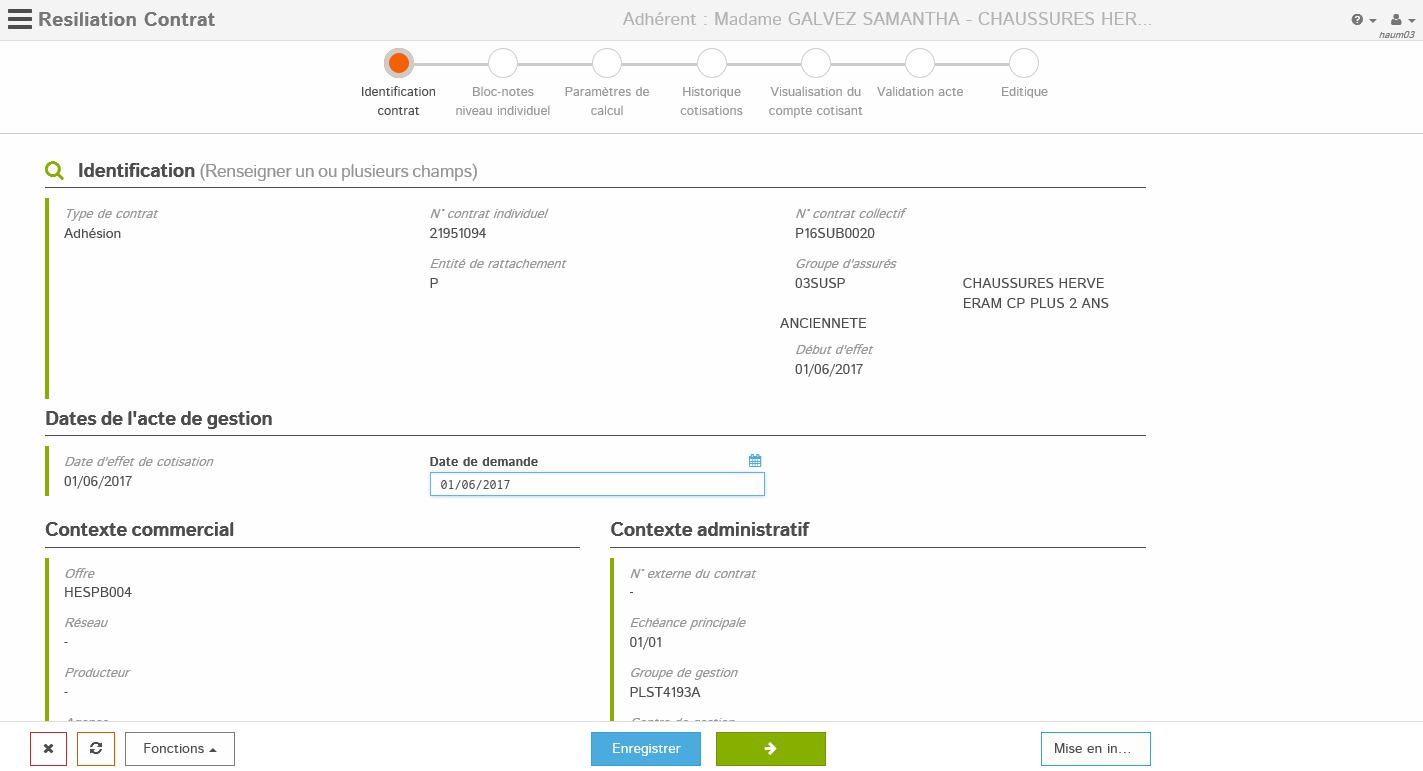 Resiliation Contrat
Adhérent : Madame GALVEZ SAMANTHA - CHAUSSURES HER...
haum03
Identification contrat
Bloc-notes niveau individuel
Paramètres de calcul
Historique cotisations
Visualisation du compte cotisant
Validation acte
Editique
Identification (Renseigner un ou plusieurs champs)
Type de contrat
Adhésion
N° contrat individuel
21951094
N° contrat collectif
P16SUB0020
Entité de rattachement
P
Groupe d'assurés
03SUSP
CHAUSSURES HERVE
ERAM CP PLUS 2 ANS
ANCIENNETE
Début d'effet
01/06/2017
Dates de l'acte de gestion
Date d'effet de cotisation
01/06/2017
Date de demande
01/06/2017
Contexte commercial
Offre
HESPB004
Réseau
-
Producteur
-
Agence
Contexte administratif
N° externe du contrat
-
Echéance principale
01/01
Groupe de gestion
PLST4193A
Centre de gestion
Fonctions
Enregistrer
Mise en in...